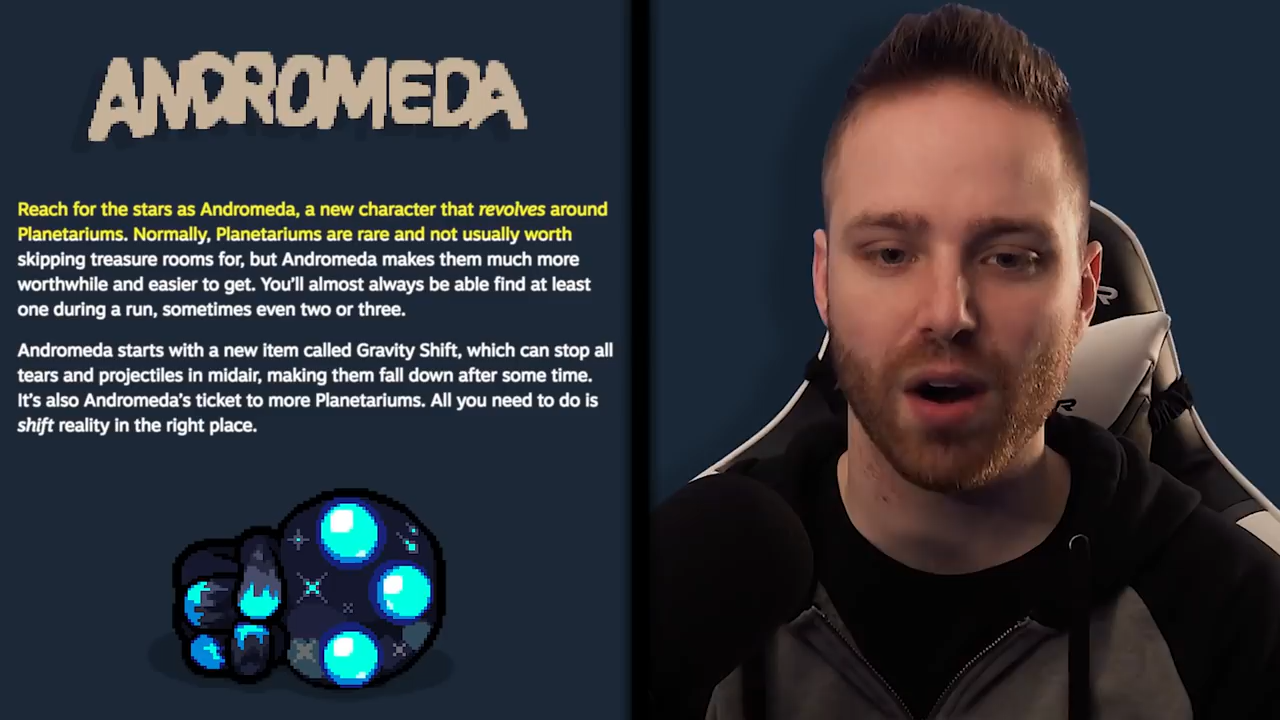 ANDROMEDA
Reach for the stars as Andromeda, a new character that revolves around
Planetariums. Normally, Planetariums are rare and not usually worth
skipping treasure rooms for, but Andromeda makes them much more
worthwhile and easier to get. You'll almost always be able find at least
one during a run, sometimes even two or three.
Andromeda starts with a new item called Gravity Shift, which can stop all
tears and projectiles in midair, making them fall down after some time.
It's also Andromeda's ticket to more Planetariums. All you need to do is
shift reality in the right place.